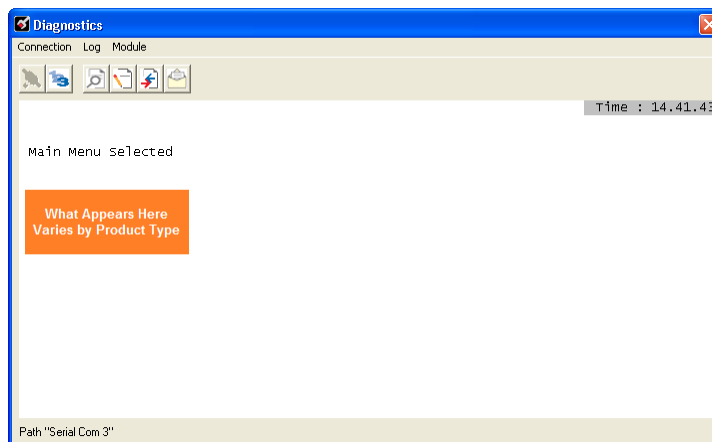 Diagnostics
Connection Log Module
Time : 14.41.43
Main Menu Selected
What Appears Here
Varies by Product Type
Path "Serial Com 3"